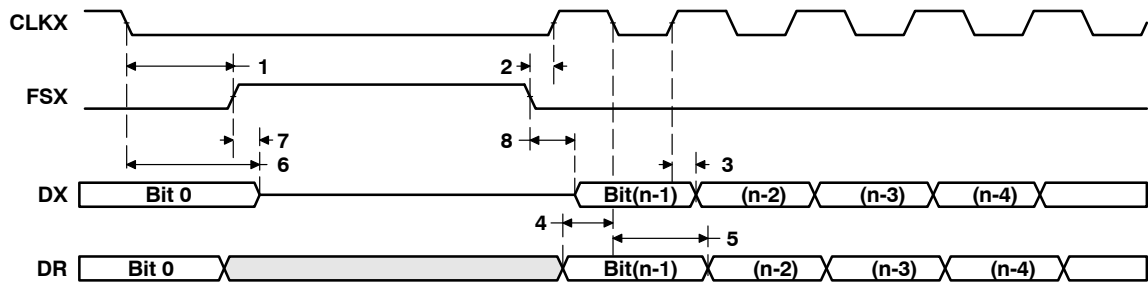 CLKX
1
2
FSX
7
8
6
3
DX
Bit 0
Bit(n-1)
(n-2)
(n-3)
(n-4)
4
5
DR
Bit 0
Bit(n-1)
(n-2)
(n-3)
(n-4)